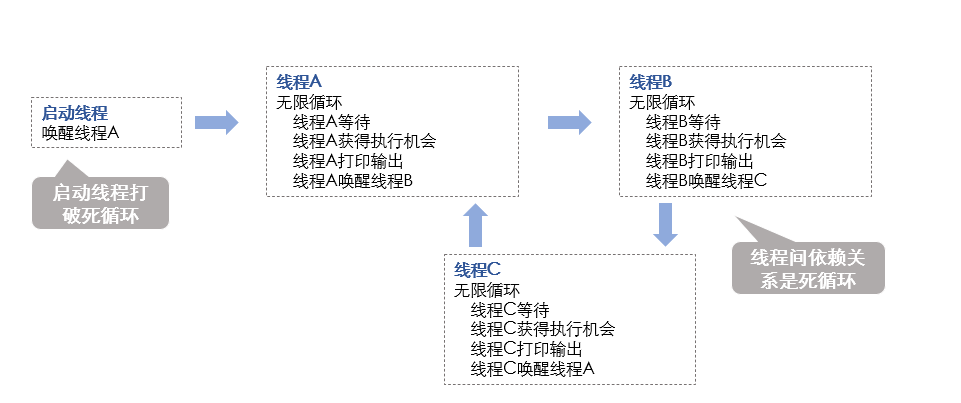 启动线程
唤醒线程A
启动线程打
破死循环
线程A
无限循环
线程A等待
线程A获得执行机会
线程A打印输出
线程A唤醒线程B
线程B
无限循环
线程B等待
线程B获得执行机会
线程B打印输出
线程B唤醒线程C
线程间依赖关
系是死循环
线程C
无限循环
线程C等待
线程C获得执行机会
线程C打印输出
线程C唤醒线程A